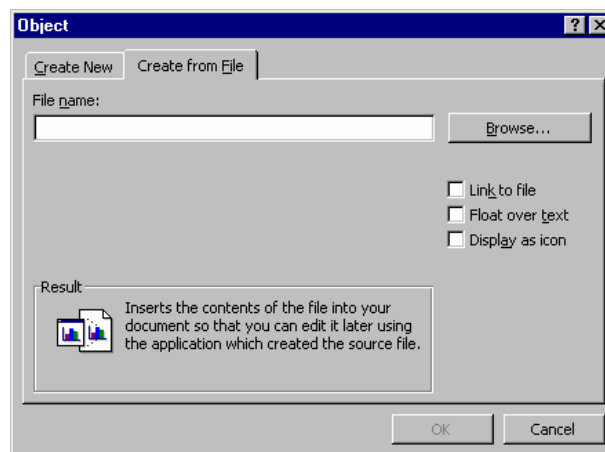 Object
Create New
Create from File
File name:
Browse...
Link to file
Float over text
Display as icon
Result
Inserts the contents of the file into your
document so that you can edit it later using
the application which created the source file.
OK
Cancel